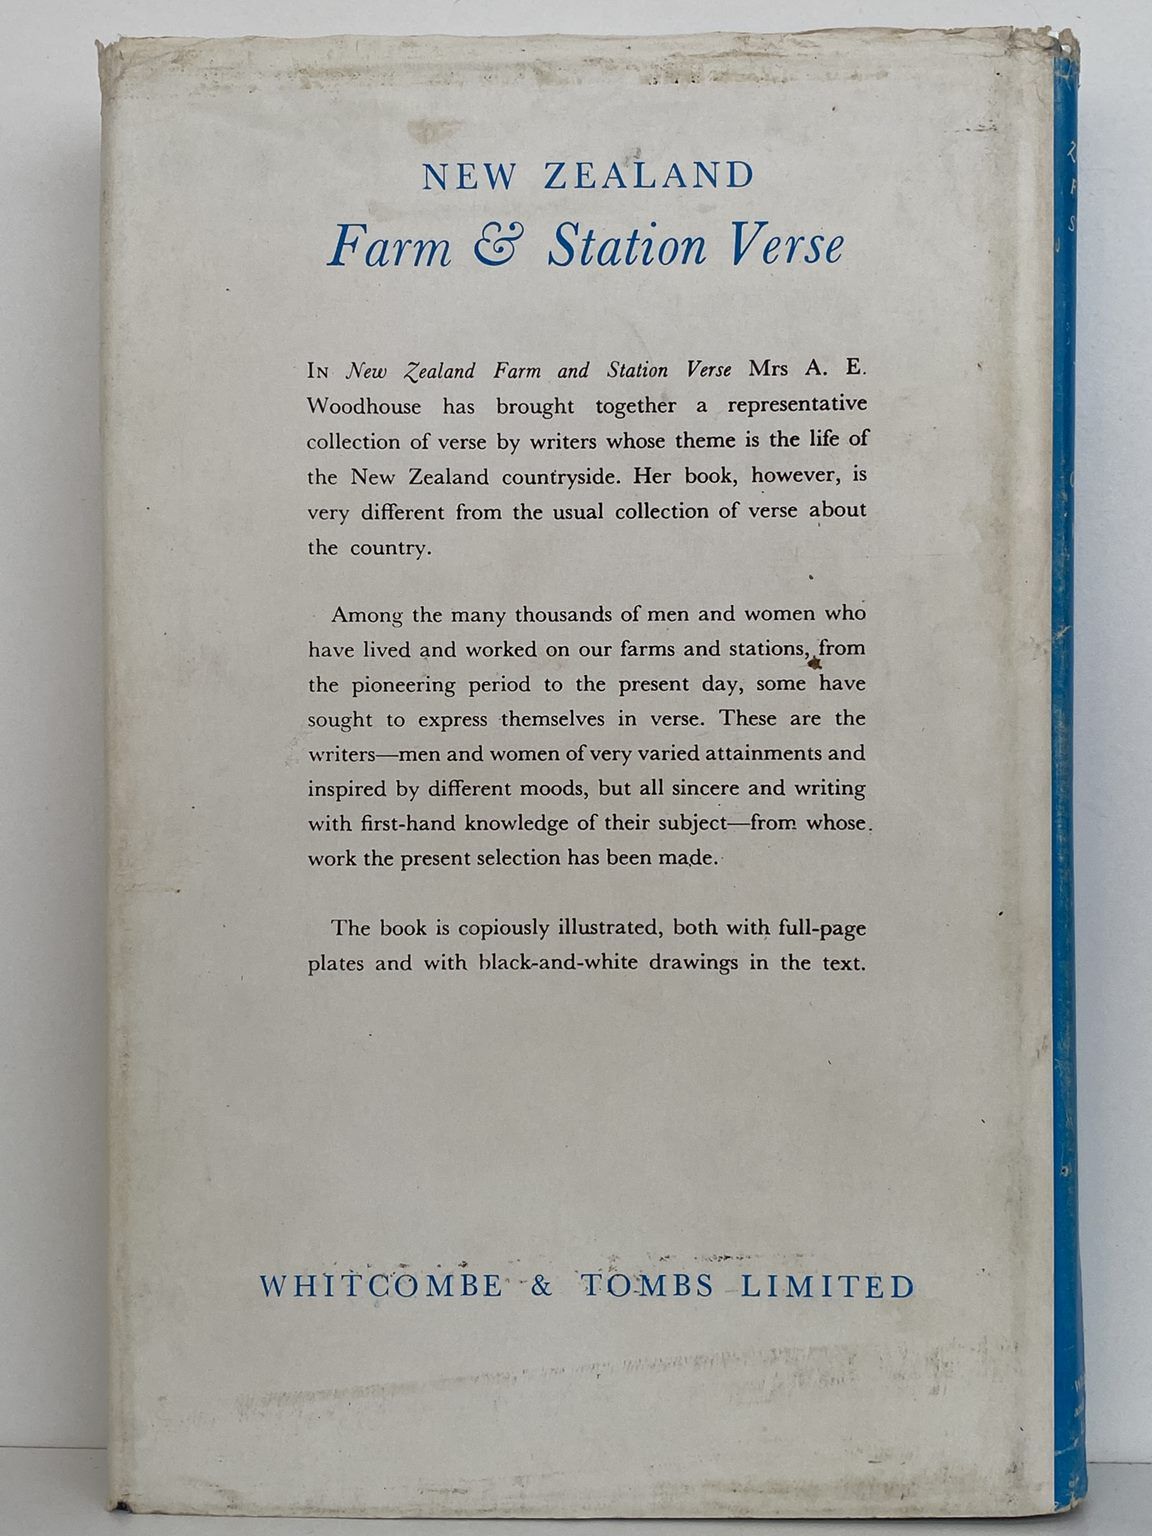 NEW ZEALAND
Farm & Station Verse
IN New Zealand Farm and Station Verse Mrs A. E.
Woodhouse has brought together a representative
collection of verse by writers whose theme is the life of
the New Zealand countryside. Her book, however, is
very different from the usual collection of verse about
the country.
Among the many thousands of men and women who
have lived and worked on our farms and stations, from
the pioneering period to the present day, some have
sought to express themselves in verse. These are the
writers—men and women of very varied attainments and
inspired by different moods, but all sincere and writing
with first-hand knowledge of their subject—from whose
work the present selection has been made.
The book is copiously illustrated, both with full-page
plates and with black-and-white drawings in the text.
WHITCOMBE & TOMBS LIMITED